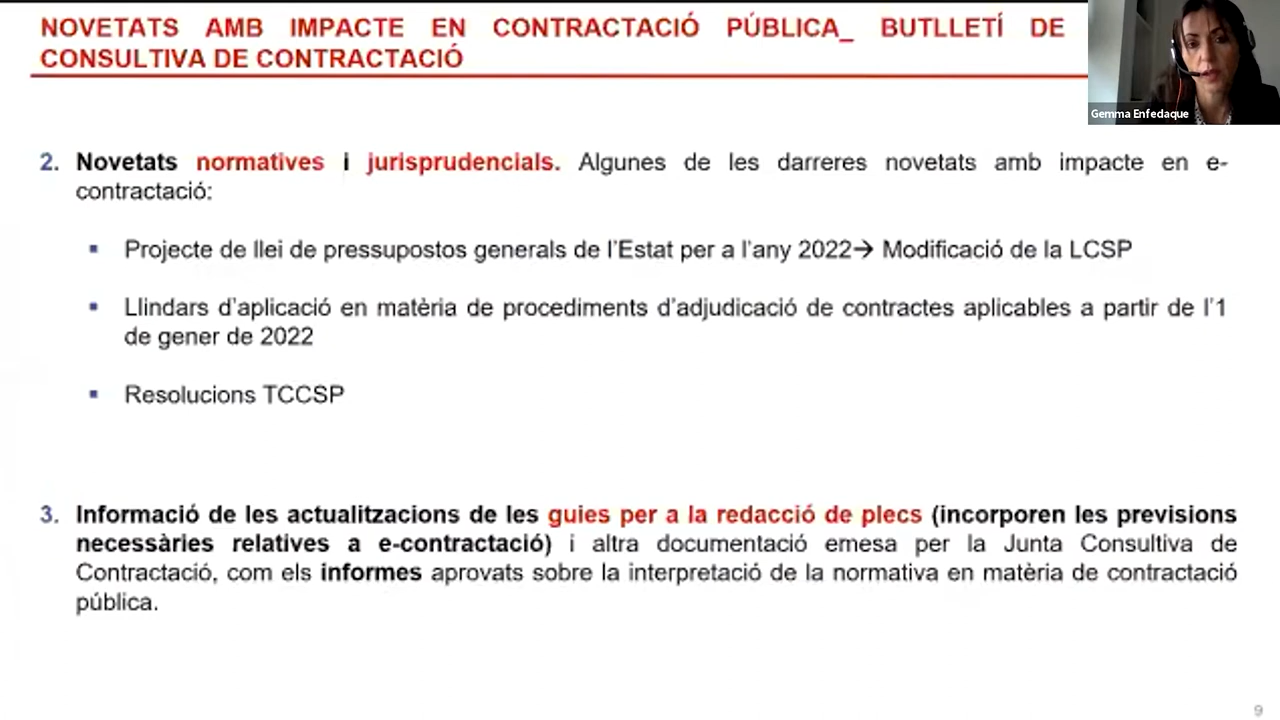 NOVETATS AMB IMPACTE EN CONTRACTACIÓ PÚBLICA_ BUTLLETÍ DE
CONSULTIVA DE CONTRACTACIÓ
Gemma Enfedaque
2. Novetats normatives i jurisprudencials. Algunes de les darreres novetats amb impacte en e-
contractació:
▪ Projecte de llei de pressupostos generals de l'Estat per a l'any 2022→ Modificació de la LCSP
▪ Llindars d'aplicació en matèria de procediments d'adjudicació de contractes aplicables a partir de l'1
de gener de 2022
▪ Resolucions TCCSP
3. Informació de les actualitzacions de les guies per a la redacció de plecs (incorporen les previsions
necessàries relatives a e-contractació) i altra documentació emesa per la Junta Consultiva de
Contractació, com els informes aprovats sobre la interpretació de la normativa en matèria de contractació
pública.
9